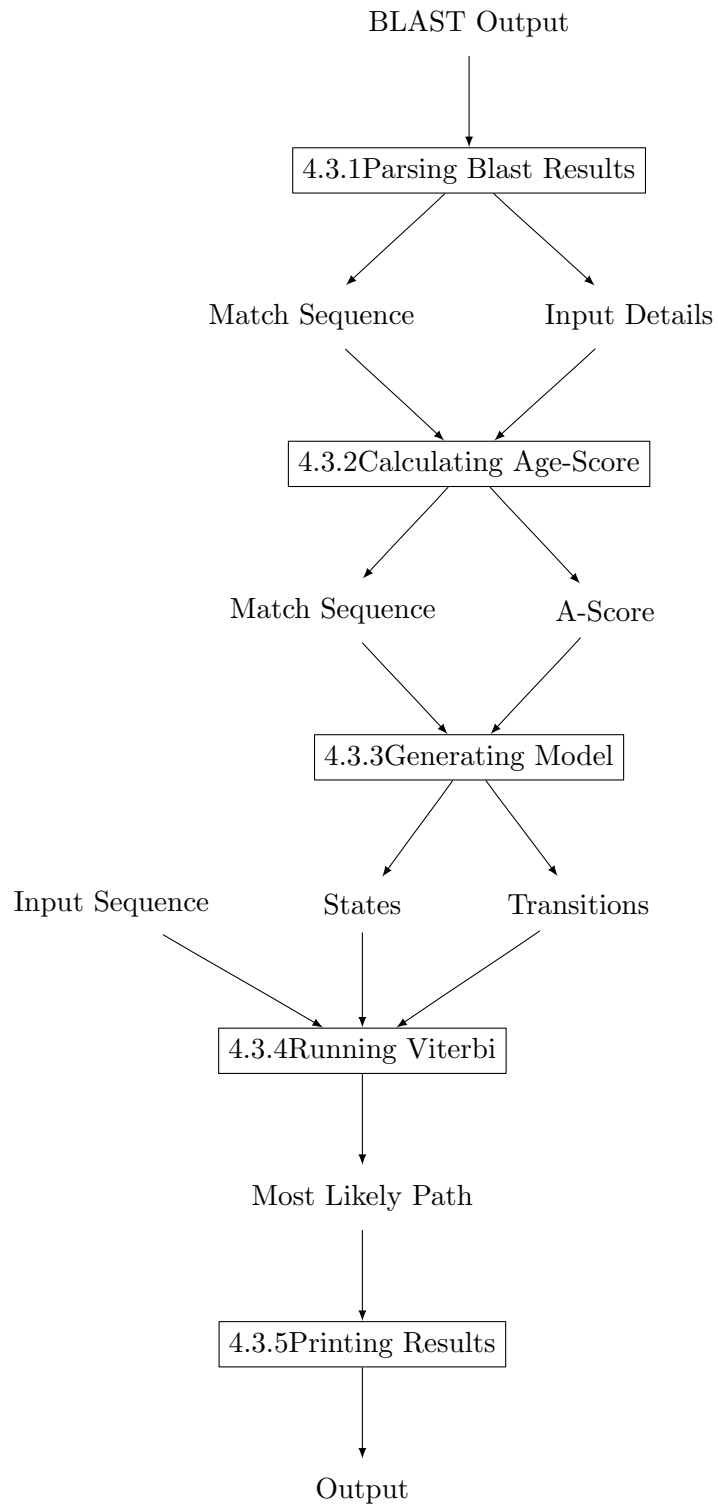 BLAST Output
4.3.1Parsing Blast Results
Match Sequence
Input Details
4.3.2Calculating Age-Score
Match Sequence
A-Score
4.3.3Generating Model
Input Sequence
States
Transitions
4.3.4Running Viterbi
Most Likely Path
4.3.5Printing Results
Output